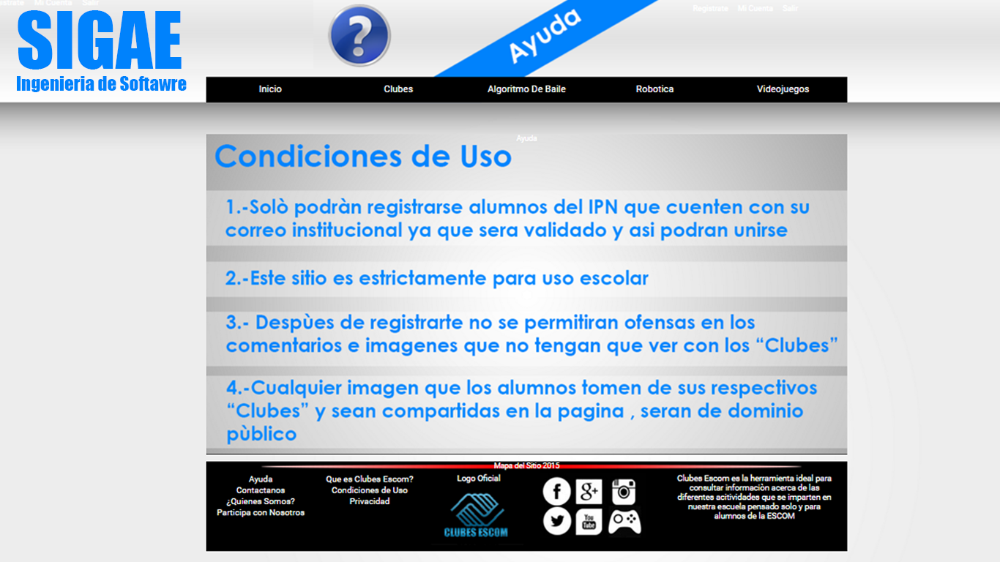 istrate Mi Cuenta Salir
SIGAE
Ingenieria de Softawre
?
Ayuda
Registrate Mi Cuenta Salir
Inicio Clubes Algoritmo De Baile Robotica Videojuegos
Ayuda
Condiciones de Uso
1.-Solò podràn registrarse alumnos del IPN que cuenten con su
correo institucional ya que sera validado y asi podran unirse
2.-Este sitio es estrictamente para uso escolar
3.- Despùes de registrarte no se permitiran ofensas en los
comentarios e imagenes que no tengan que ver con los “Clubes”
4.-Cualquier imagen que los alumnos tomen de sus respectivos
“Clubes” y sean compartidas en la pagina , seran de dominio
pùblico
Mapa del Sitio 2015
Ayuda
Contactanos
¿Quienes Somos?
Participa con Nosotros
Que es Clubes Escom?
Condiciones de Uso
Privacidad
Logo Oficial
CLUBES ESCOM
f
g+
You
Tube
Clubes Escom es la herramienta ideal para
consultar informaciòn acerca de las
diferentes acitividades que se imparten en
nuestra escuela pensado solo y para
alumnos de la ESCOM